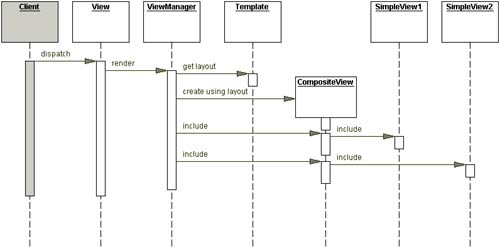 Client
View
ViewManager
Template
SimpleView1
SimpleView2
dispatch
render
get layout
CompositeView
create using layout
include
include
include
include